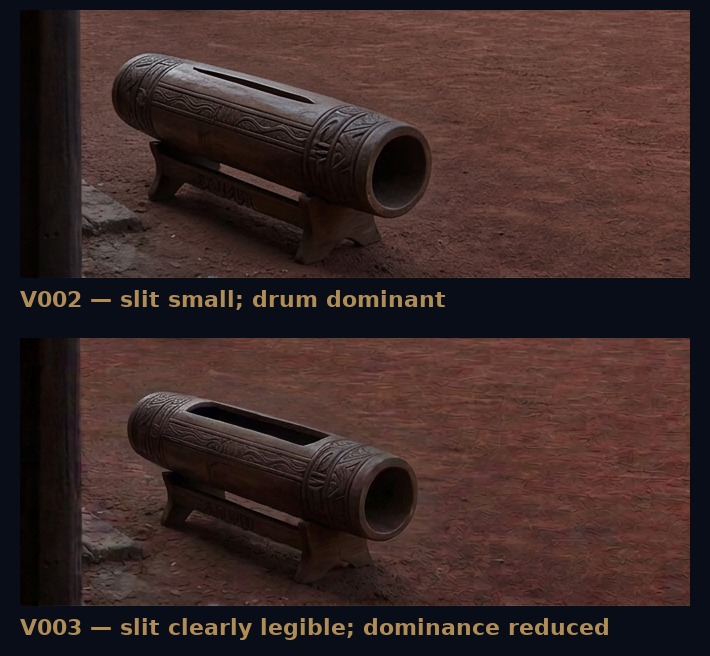 V002 — slit small; drum dominant
V003 — slit clearly legible; dominance reduced